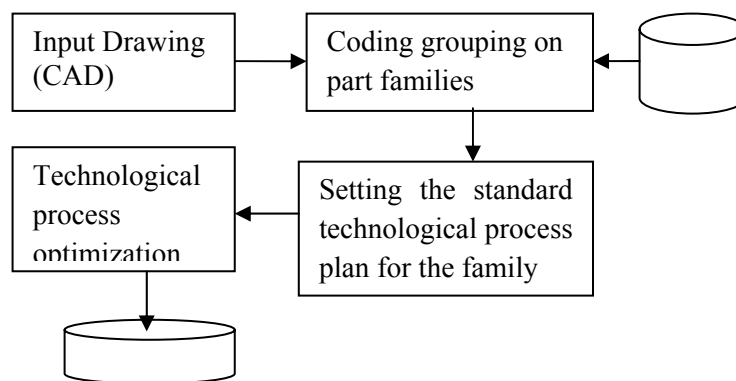 Input Drawing
(CAD)
Coding grouping on
part families
Technological
process
optimization
Setting the standard
technological process
plan for the family